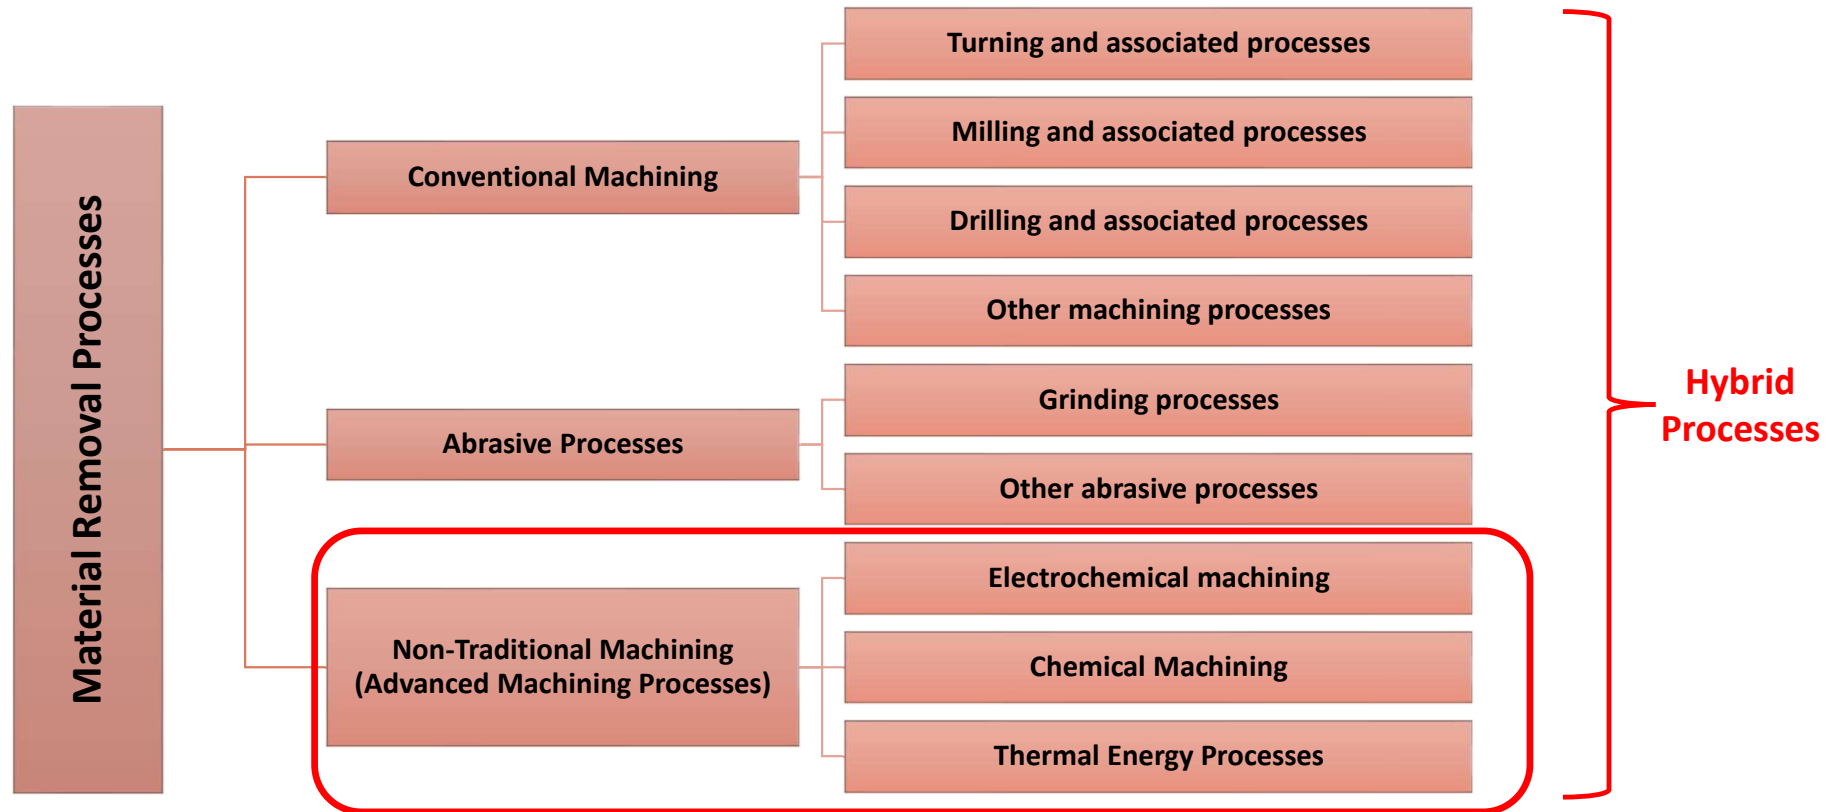 Material Removal Processes
Conventional Machining
Turning and associated processes
Milling and associated processes
Drilling and associated processes
Other machining processes
Abrasive Processes
Grinding processes
Other abrasive processes
Non-Traditional Machining
(Advanced Machining Processes)
Electrochemical machining
Chemical Machining
Thermal Energy Processes
Hybrid
Processes